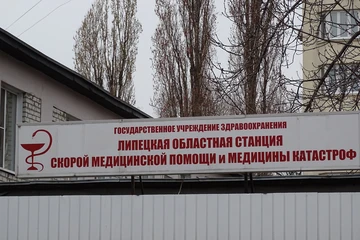 ГОСУДАРСТВЕННОЕ УЧРЕЖДЕНИЕ ЗДРАВООХРАНЕНИЯ
ЛИПЕЦКАЯ ОБЛАСТНАЯ СТАНЦИЯ
СКОРОЙ МЕДИЦИНСКОЙ ПОМОЩИ и МЕДИЦИНЫ КАТАСТРОФ